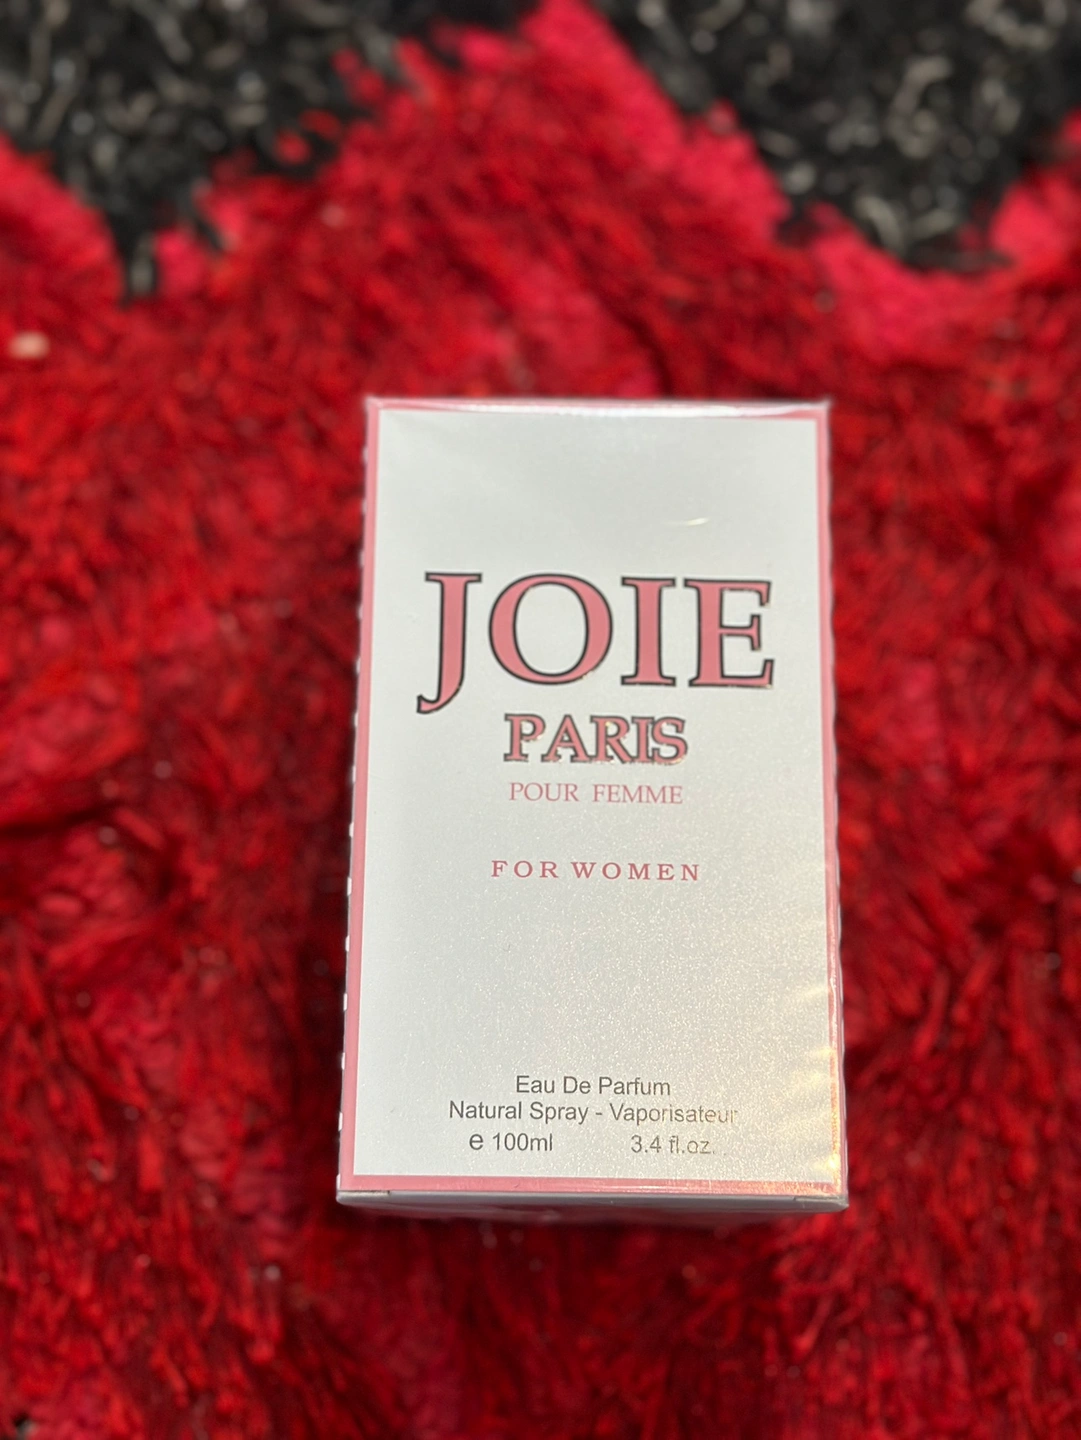 JOIE
PARIS
POUR FEMME
FOR WOMEN
Eau De Parfum
Natural Spray - Vaporisateur
e 100ml 3.4 fl.oz.